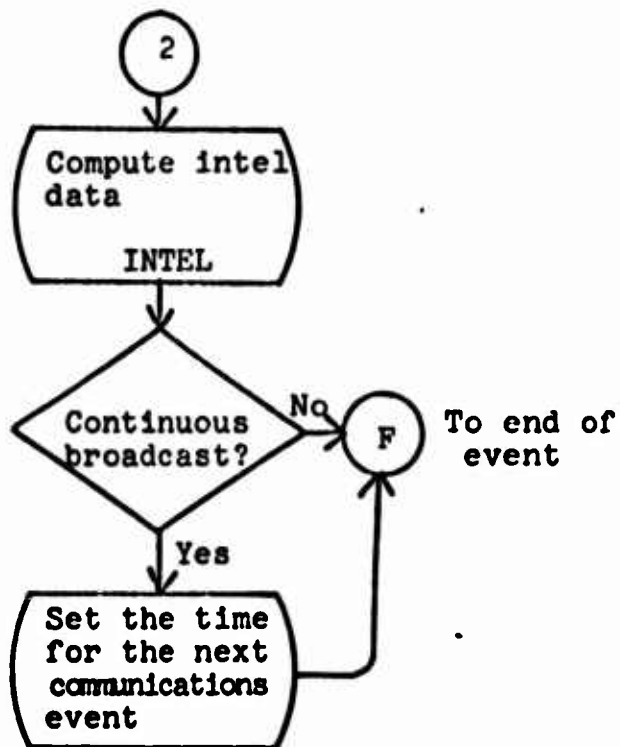 2
Compute intel
data
INTEL
Continuous
broadcast?
No
F
To end of
event
Yes
Set the time
for the next
communications
event